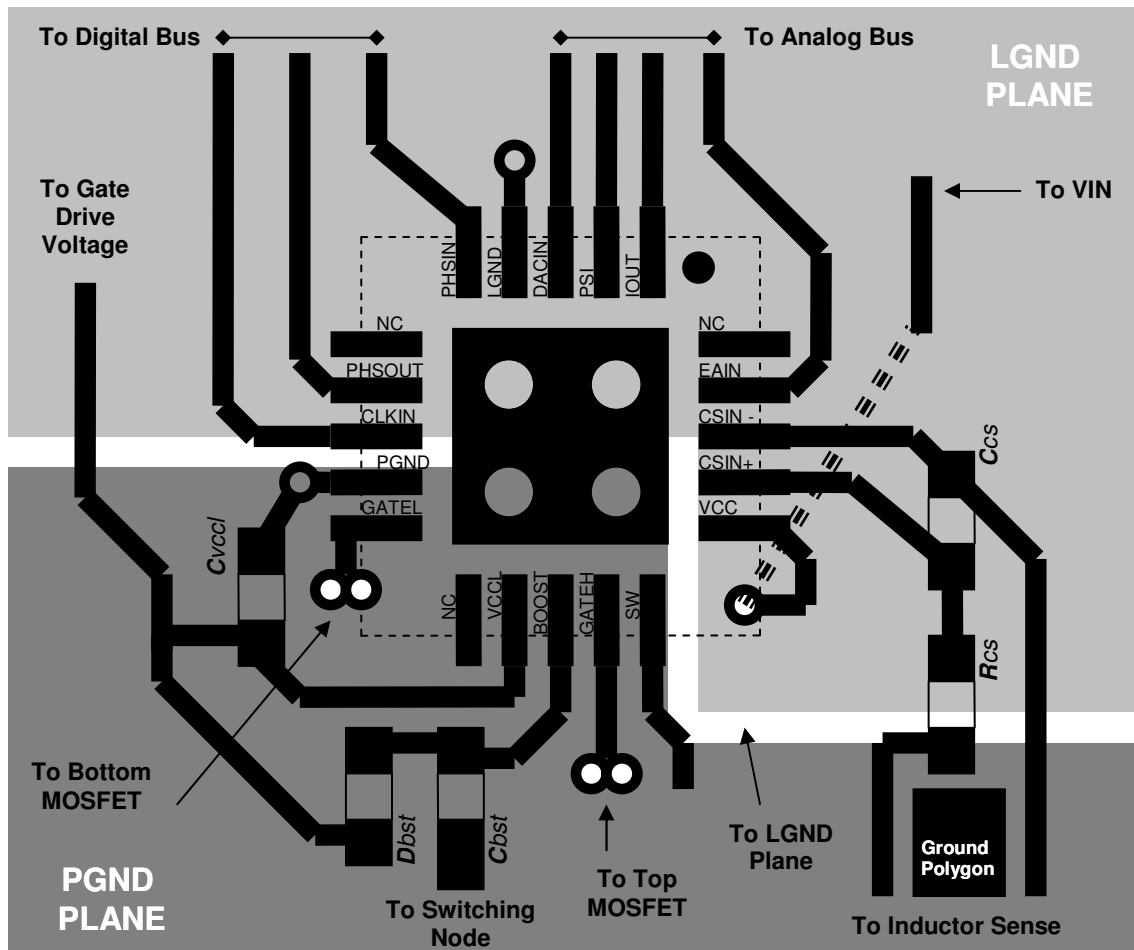 To Digital Bus
To Analog Bus
LGND
PLANE
To Gate
Drive
Voltage
To VIN
PHSIN
LGND
DACIN
PSI
IOUT
NC
PHSOUT
CLKIN
PGND
GATEL
NC
EAIN
CSIN -
CSIN+
VCC
Ccs
Cvccl
NC
VCCL
BOOST
GATEH
SW
Rcs
To Bottom
MOSFET
Dbst
Cbst
To LGND
Plane
Ground
Polygon
PGND
PLANE
To Switching
Node
To Top
MOSFET
To Inductor Sense